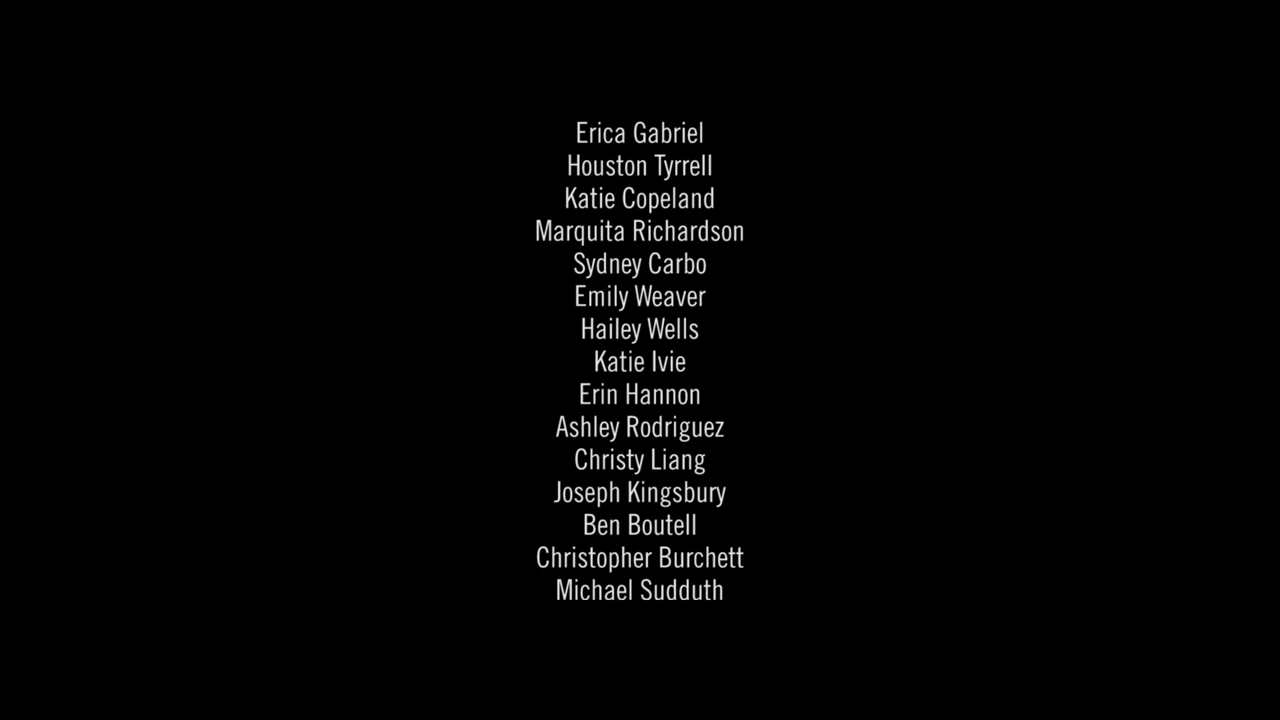 Erica Gabriel
Houston Tyrrell
Katie Copeland
Marquita Richardson
Sydney Carbo
Emily Weaver
Hailey Wells
Katie Ivie
Erin Hannon
Ashley Rodriguez
Christy Liang
Joseph Kingsbury
Ben Boutell
Christopher Burchett
Michael Sudduth